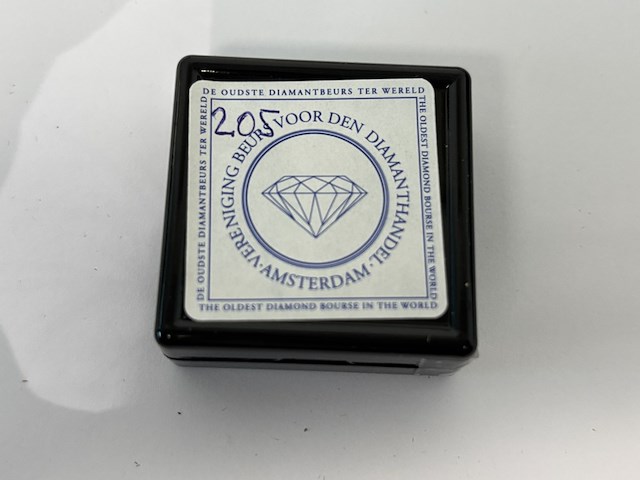 DE OUDSTE DIAMANTBEURS TER WERELD
205
DE OUDSTE DIAMANTBEURS TER WERELD
THE OLDEST DIAMOND BOURSE IN THE WORLD
VERENIGING BEURS VOOR DEN DIAMANTHANDEL
·AMSTERDAM·
THE OLDEST DIAMOND BOURSE IN THE WORLD